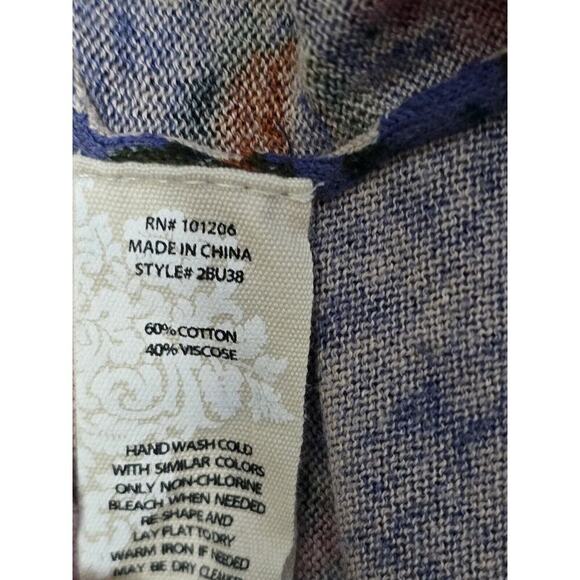 RN# 101206
MADE IN CHINA
STYLE# 2BU38
60% COTTON
40% VISCOSE
HAND WASH COLD
WITH SIMILAR COLORS
ONLY NON-CHLORINE
BLEACH WHEN NEEDED
RE-SHAPE AND
LAY FLAT TO DRY
WARM IRON IF NEEDED
MAY BE DRY CLEANED